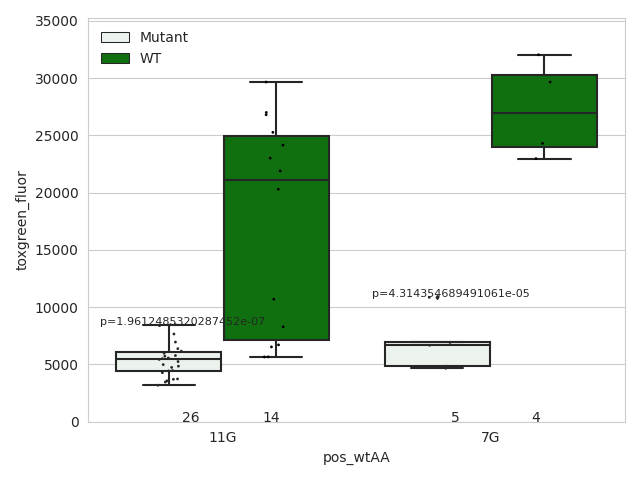 35000
Mutant
WT
30000
25000
20000
15000
10000
5000
0
toxgreen_fluor
p=1.9612485320287452e-07
p=4.314354689491061e-05
26
14
5
4
11G
7G
pos_wtAA